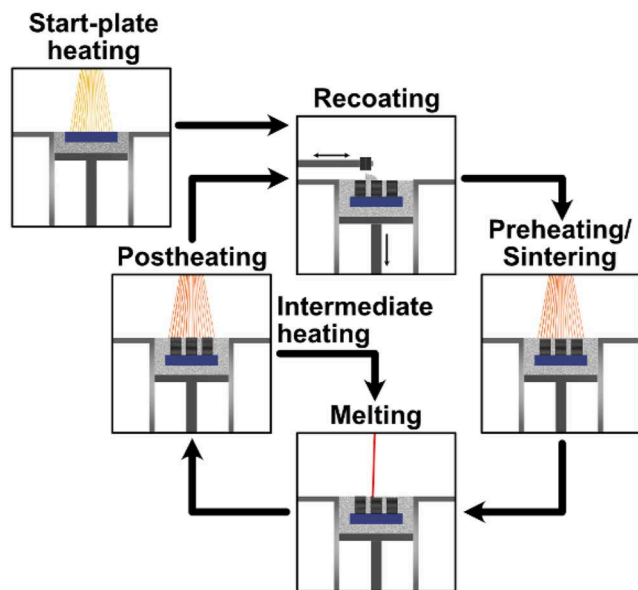 Start-plate
heating
Recoating
Preheating/
Sintering
Postheating
Intermediate
heating
Melting